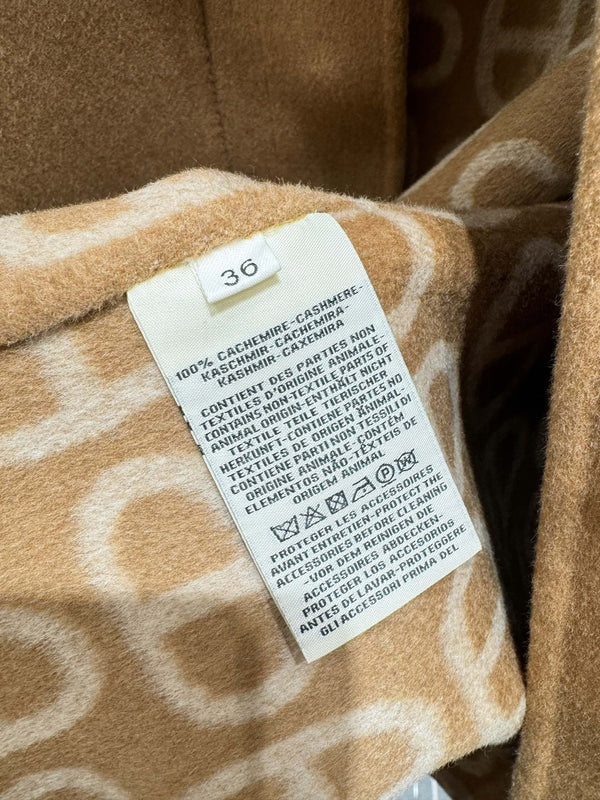 36
100% CACHEMIRE-CASHMERE-
KASCHMIR-CACHEMIRA-
KASHMIR-CAXEMIRA
CONTIENT DES PARTIES NON
TEXTILES D'ORIGINE ANIMALE-
CONTAINS NON-TEXTILE PARTS OF
ANIMAL ORIGIN-ENTHÄLT NICHT
TEXTILE TEILE TIERISCHER
HERKUNFT-CONTIENE PARTES NO
TEXTILES DE ORIGEN ANIMAL-
CONTIENE PARTI NON TESSILI DI
ORIGINE ANIMALE-CONTÉM
ELEMENTOS NÃO-TÊXTEIS DE
ORIGEM ANIMAL
P W
PROTEGER LES ACCESSOIRES
AVANT ENTRETIEN-PROTECT THE
ACCESSORIES BEFORE CLEANING
-VOR DEM REINIGEN DIE
ACCESSOIRES ABDECKEN-
PROTEGER LOS ACCESORIOS
ANTES DE LAVAR-PROTEGGERE
GLI ACCESSORI PRIMA DEL